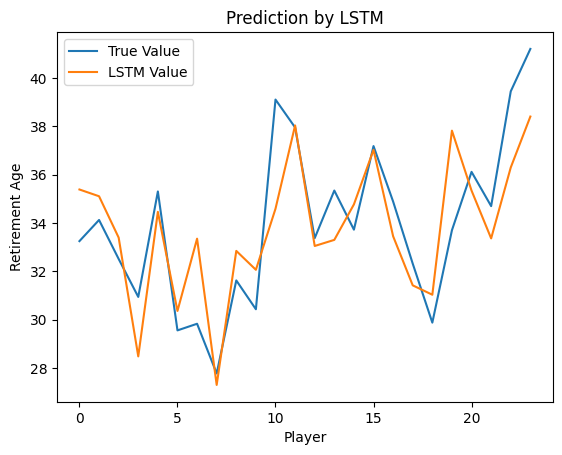 Prediction by LSTM
True Value
LSTM Value
40
38
36
34
32
30
28
Retirement Age
0 5 10 15 20
Player